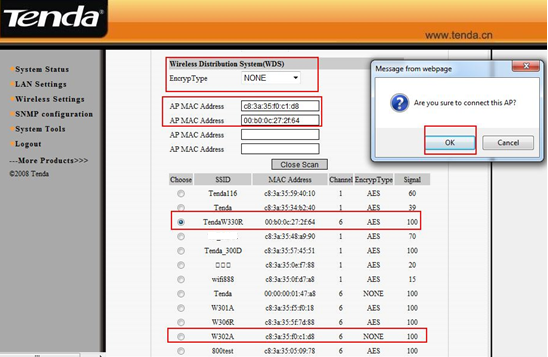 Tenda
www.tenda.cn
System Status
LAN Settings
Wireless Settings
SNMP configuration
System Tools
Logout
---More Products>>>
©2008 Tenda
Wireless Distribution System(WDS)
EncrypType NONE
AP MAC Address c8:3a:35:f0:c1:d8
AP MAC Address 00:b0:0c:27:2f:64
AP MAC Address
AP MAC Address
Close Scan
Message from webpage
Are you sure to connect this AP?
OK Cancel
Choose SSID MAC Address Channel EncrypType Signal
Tenda116 c8:3a:35:59:40:10 1 AES 60
Tenda c8:3a:35:34:b2:40 1 AES 39
TendaW330R 00:b0:0c:27:2f:64 6 AES 100
c8:3a:35:48:a9:90 1 AES 70
Tenda_300D c8:3a:35:57:45:51 1 AES 100
c8:3a:35:0e:f7:88 1 AES 20
wifi888 c8:3a:35:0f:d7:a8 1 AES 15
Tenda 00:00:00:01:47:a8 6 NONE 100
W301A c8:3a:35:f5:f0:18 6 AES 100
W306R c8:3a:35:5f:7d:88 6 AES 100
W302A c8:3a:35:f0:c1:d8 6 NONE 100
800test c8:3a:35:05:09:78 6 AES 100